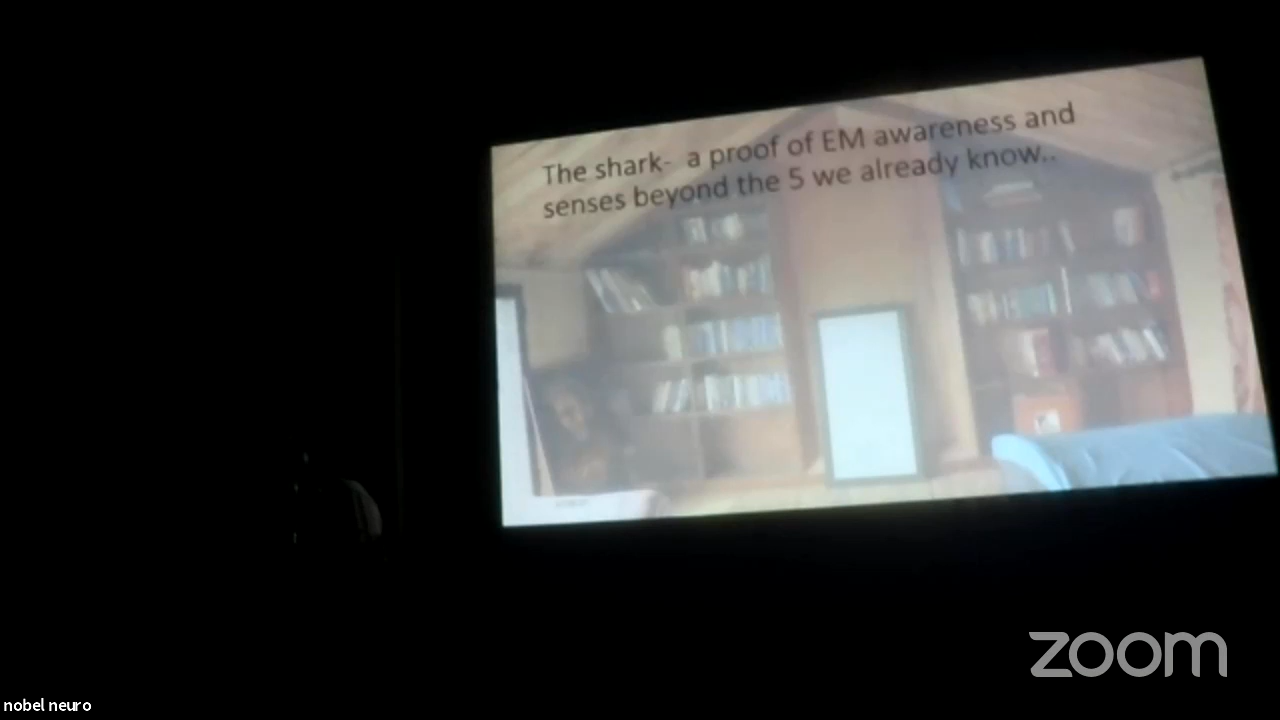 The shark- a proof of EM awareness and
senses beyond the 5 we already know..
zoom
nobel neuro